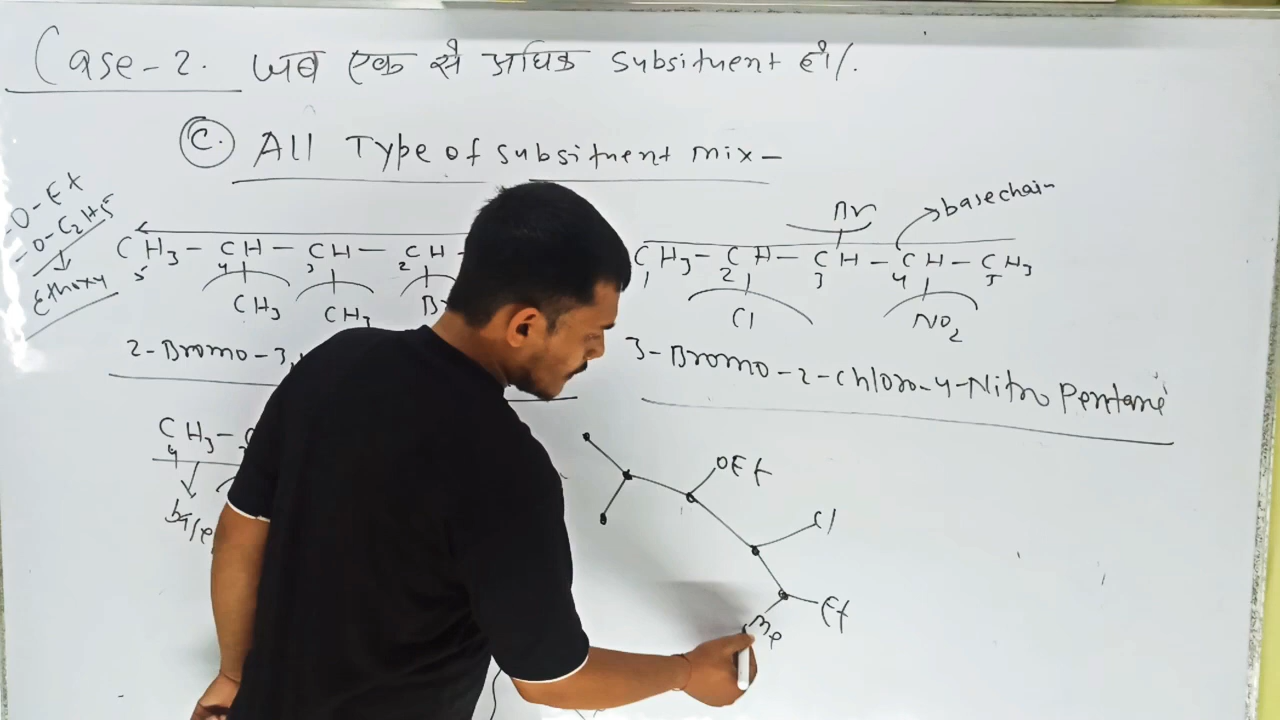 Case-2. जब एक से अधिक Subsituent हो।
C. All Type of subsituent mix-
-O-Et
-O-C2H5
Ethoxy
CH3-CH-CH-CH
5 4 3 2
CH3 CH3 Br
2-Bromo-3,
Br
basechain
CH3-CH-CH-CH-CH3
1 2 3 4 5
Cl NO2
3-Bromo-2-Chloro-4-Nitro Pentane
CH3-
4
OEt
Cl
Et
Me